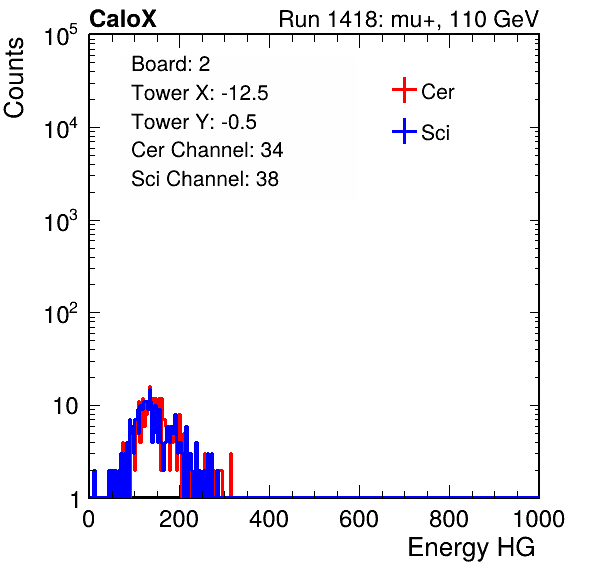 CaloX Run 1418: mu+, 110 GeV
Counts
10^5
10^4
10^3
10^2
10
1
Board: 2
Tower X: -12.5
Tower Y: -0.5
Cer Channel: 34
Sci Channel: 38
Cer
Sci
0 200 400 600 800 1000
Energy HG